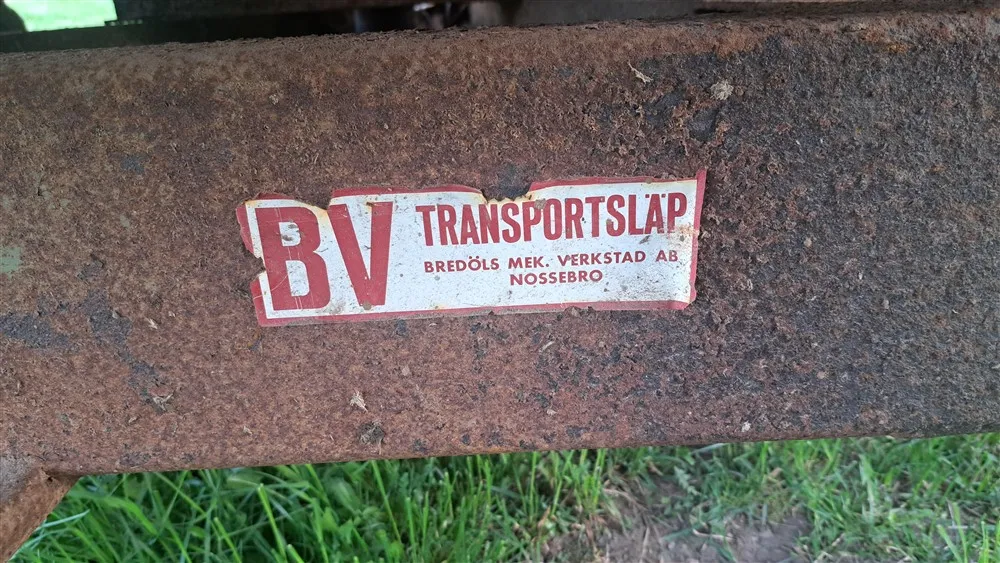 BV
TRANSPORTSLÄP
BREDÖLS MEK. VERKSTAD AB
NOSSEBRO